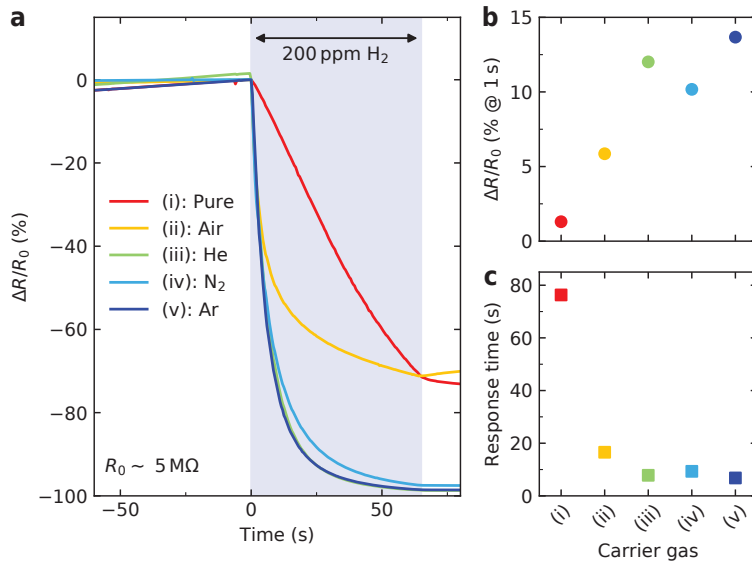 a
200 ppm H₂
0
−20
−40
−60
−80
−100
ΔR/R₀ (%)
(i): Pure
(ii): Air
(iii): He
(iv): N₂
(v): Ar
R₀ ~ 5 MΩ
−50
0
50
Time (s)
b
15
10
5
0
ΔR/R₀ (% @ 1 s)
c
80
60
40
20
0
Response time (s)
(i)
(ii)
(iii)
(iv)
(v)
Carrier gas